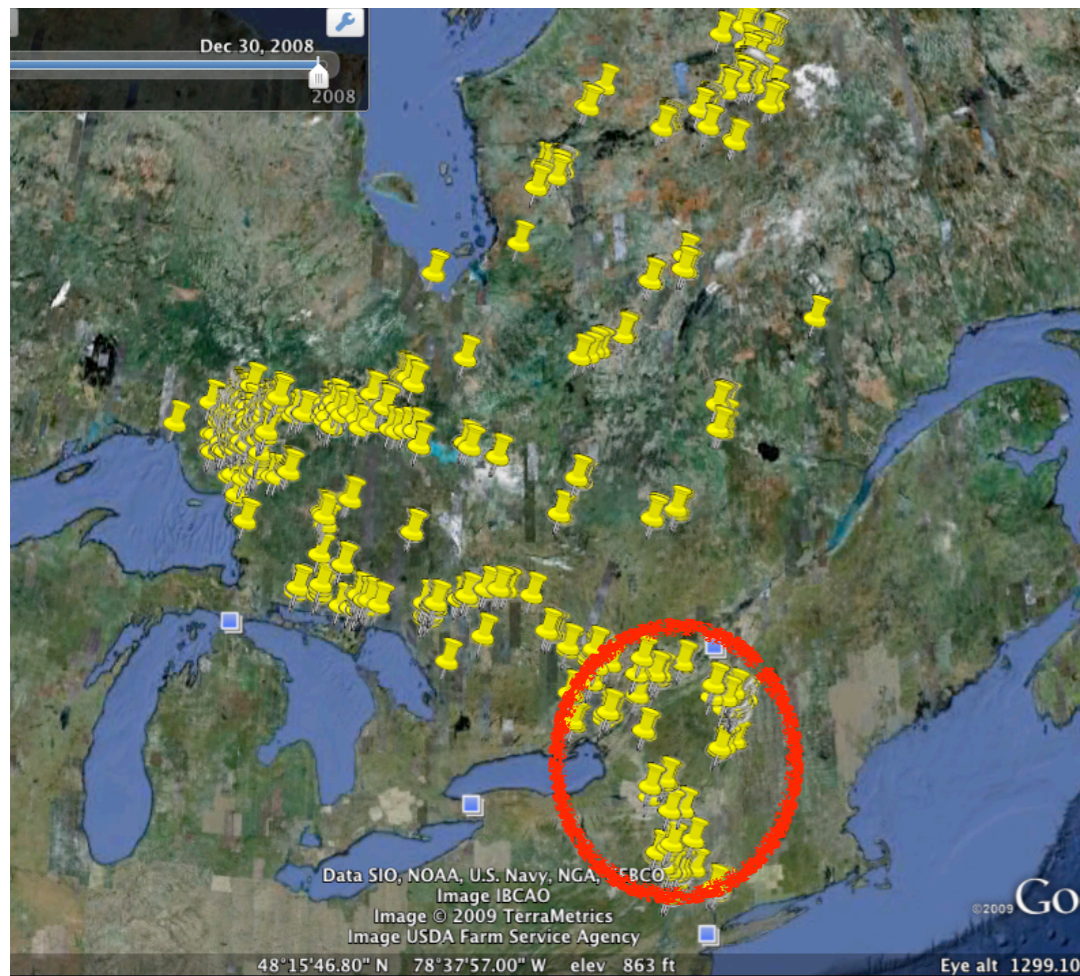 Dec 30, 2008
2008
Data SIO, NOAA, U.S. Navy, NGA, GEBCO
Image IBCAO
Image © 2009 TerraMetrics
Image USDA Farm Service Agency
©2009 Go
48°15'46.80" N 78°37'57.00" W elev 863 ft Eye alt 1299.10